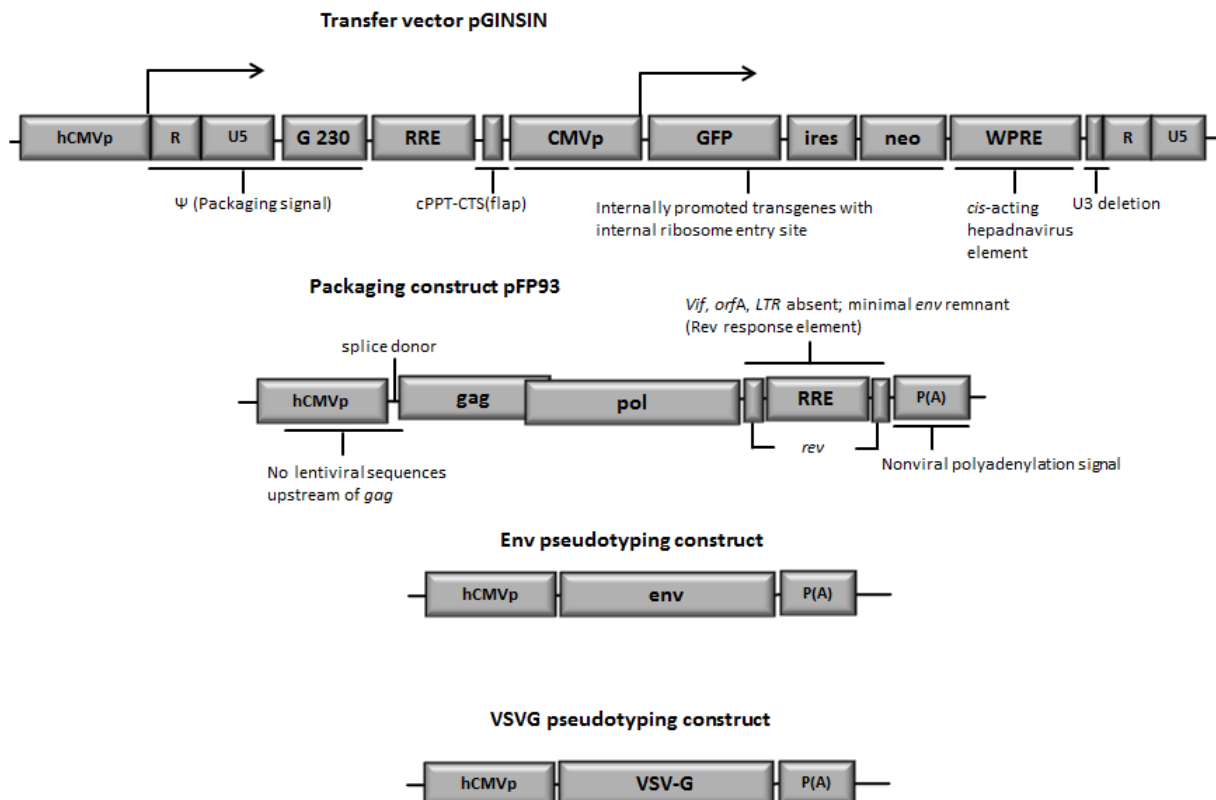 Transfer vector pGINSIN
hCMVp R U5 G 230 RRE CMVp GFP ires neo WPRE R U5
Ψ (Packaging signal)
cPPT-CTS(flap)
Internally promoted transgenes with
internal ribosome entry site
cis-acting
hepadnavirus
element
U3 deletion
Packaging construct pFP93
Vif, orfA, LTR absent; minimal env remnant
(Rev response element)
splice donor
hCMVp gag pol RRE P(A)
rev
No lentiviral sequences
upstream of gag
Nonviral polyadenylation signal
Env pseudotyping construct
hCMVp env P(A)
VSVG pseudotyping construct
hCMVp VSV-G P(A)